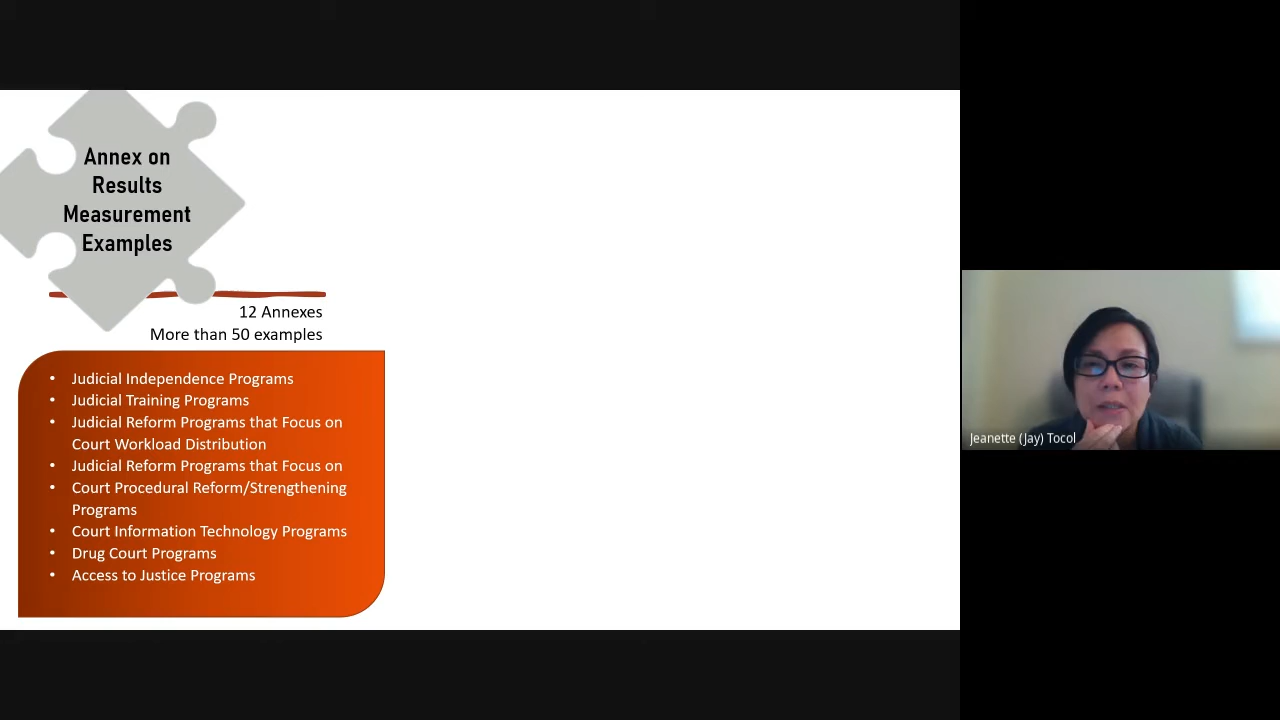 Annex on
Results
Measurement
Examples
12 Annexes
More than 50 examples
• Judicial Independence Programs
• Judicial Training Programs
• Judicial Reform Programs that Focus on
Court Workload Distribution
• Judicial Reform Programs that Focus on
• Court Procedural Reform/Strengthening
Programs
• Court Information Technology Programs
• Drug Court Programs
• Access to Justice Programs
Jeanette (Jay) Tocol